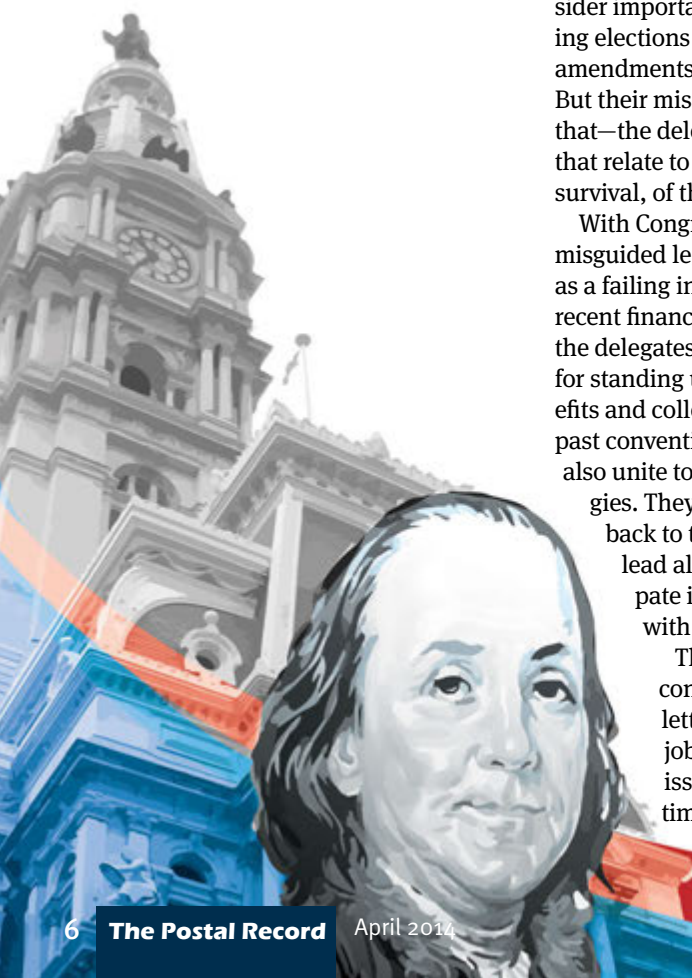 sider importa
ing elections
amendments
But their mis
that—the dele
that relate to
survival, of th
With Congr
misguided le
as a failing in
recent financ
the delegates
for standing u
efits and colle
past conventi
also unite to
gies. They
back to t
lead al
pate i
with
Th
con
lett
job
iss
tim
6 The Postal Record April 2014